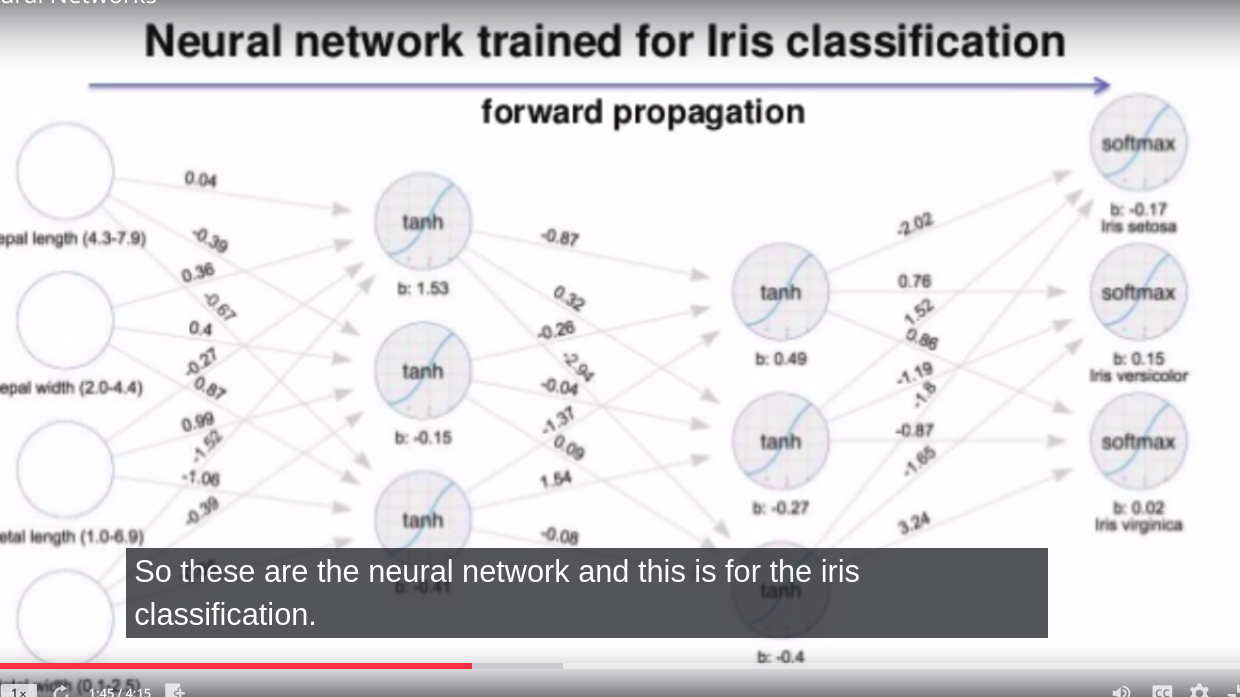 ural Networks
Neural network trained for Iris classification
forward propagation
softmax
b: -0.17
Iris setosa
0.04
epal length (4.3-7.9)
-0.39
0.36
-0.67
tanh
b: 1.53
-0.87
0.32
-0.26
-2.94
tanh
b: 0.49
-2.02
0.76
1.52
0.86
softmax
b: 0.15
Iris versicolor
epal width (2.0-4.4)
0.4
-0.27
0.87
0.99
-1.52
tanh
b: -0.15
-0.04
-1.37
0.09
1.54
tanh
b: -0.27
-1.19
-1.8
-0.87
-1.65
softmax
b: 0.02
Iris virginica
etal length (1.0-6.9)
-1.06
-0.39
tanh
b: -0.41
-0.08
tanh
b: -0.4
3.24
So these are the neural network and this is for the iris
classification.
width (0.1-2.5)
1×
1:45 / 4:15
CC